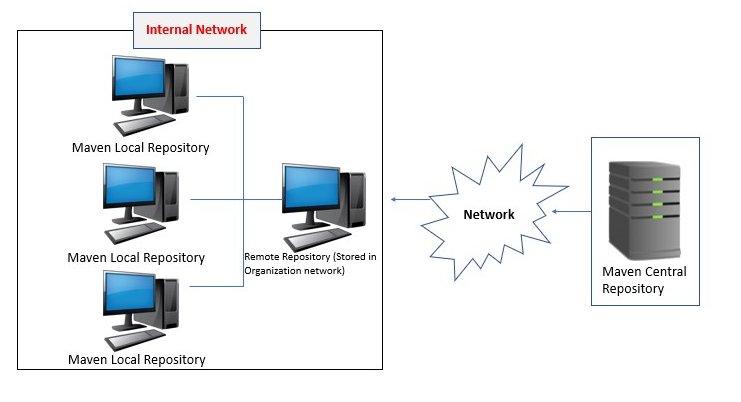 Internal Network
Maven Local Repository
Maven Local Repository
Remote Repository (Stored in
Organization network)
Maven Local Repository
Network
Maven Central
Repository